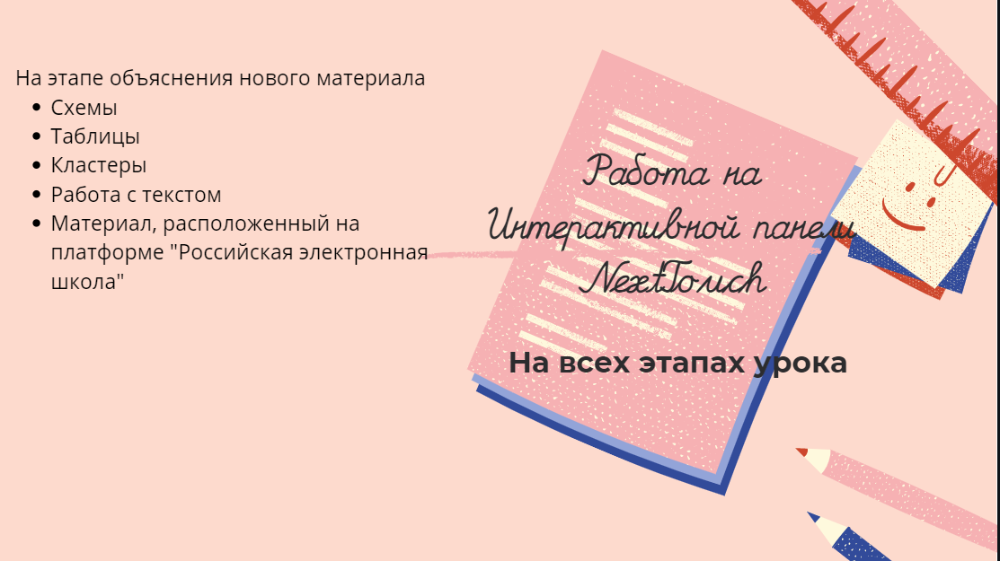 На этапе объяснения нового материала
• Схемы
• Таблицы
• Кластеры
• Работа с текстом
• Материал, расположенный на
платформе "Российская электронная
школа"
Работа на
Интерактивной панели
NextTouch
На всех этапах урока